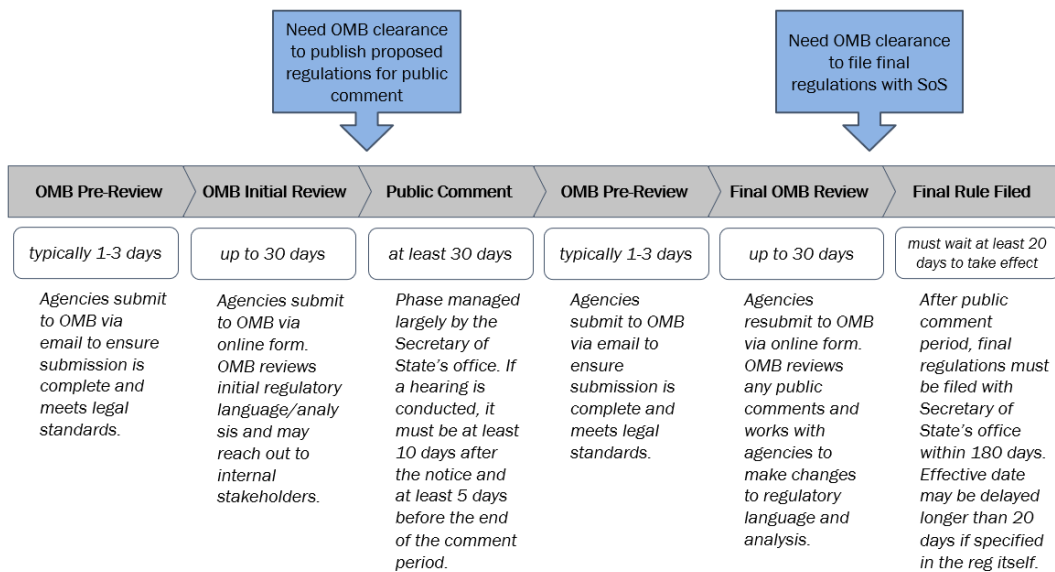 Need OMB clearance
to publish proposed
regulations for public
comment
Need OMB clearance
to file final
regulations with SoS
OMB Pre-Review
OMB Initial Review
Public Comment
OMB Pre-Review
Final OMB Review
Final Rule Filed
typically 1-3 days
up to 30 days
at least 30 days
typically 1-3 days
up to 30 days
must wait at least 20
days to take effect
Agencies submit
to OMB via
email to ensure
submission is
complete and
meets legal
standards.
Agencies submit
to OMB via
online form.
OMB reviews
initial regulatory
language/analy
sis and may
reach out to
internal
stakeholders.
Phase managed
largely by the
Secretary of
State's office. If
a hearing is
conducted, it
must be at least
10 days after
the notice and
at least 5 days
before the end
of the comment
period.
Agencies
submit to OMB
via email to
ensure
submission is
complete and
meets legal
standards.
Agencies
resubmit to OMB
via online form.
OMB reviews
any public
comments and
works with
agencies to
make changes
to regulatory
language and
analysis.
After public
comment
period, final
regulations must
be filed with
Secretary of
State's office
within 180 days.
Effective date
may be delayed
longer than 20
days if specified
in the reg itself.